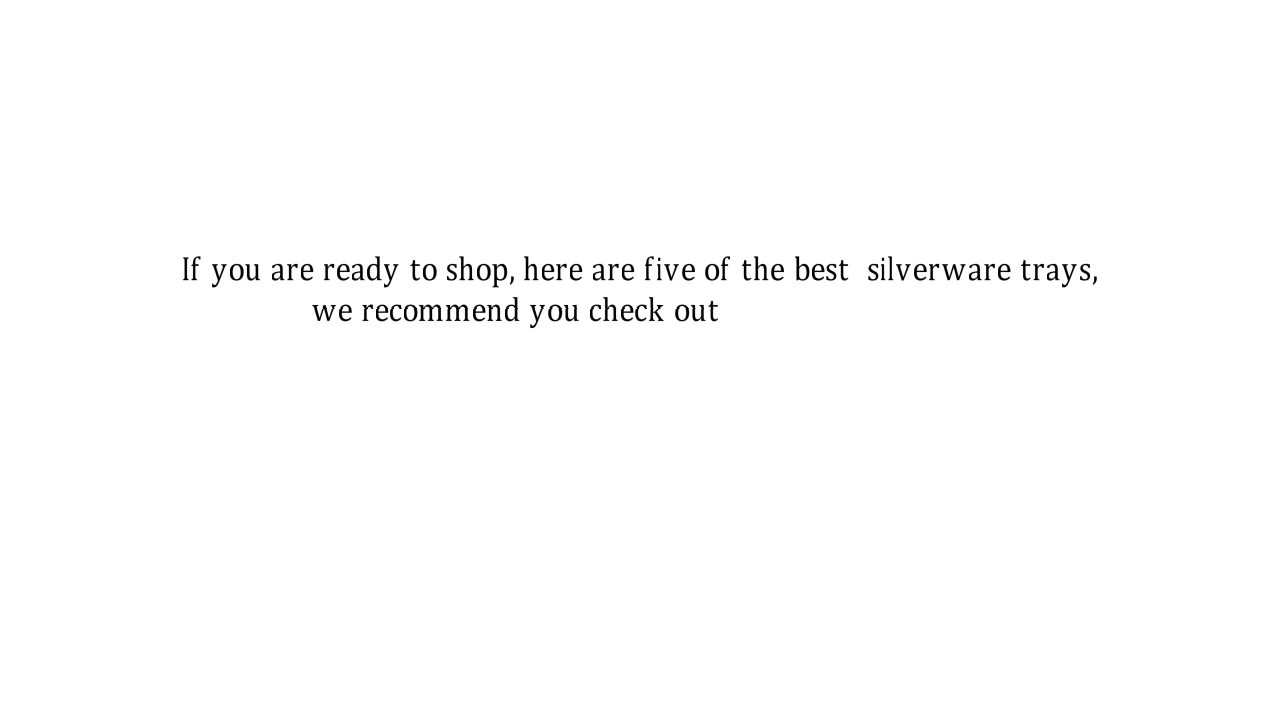 If you are ready to shop, here are five of the best  silverware trays,
we recommend you check out